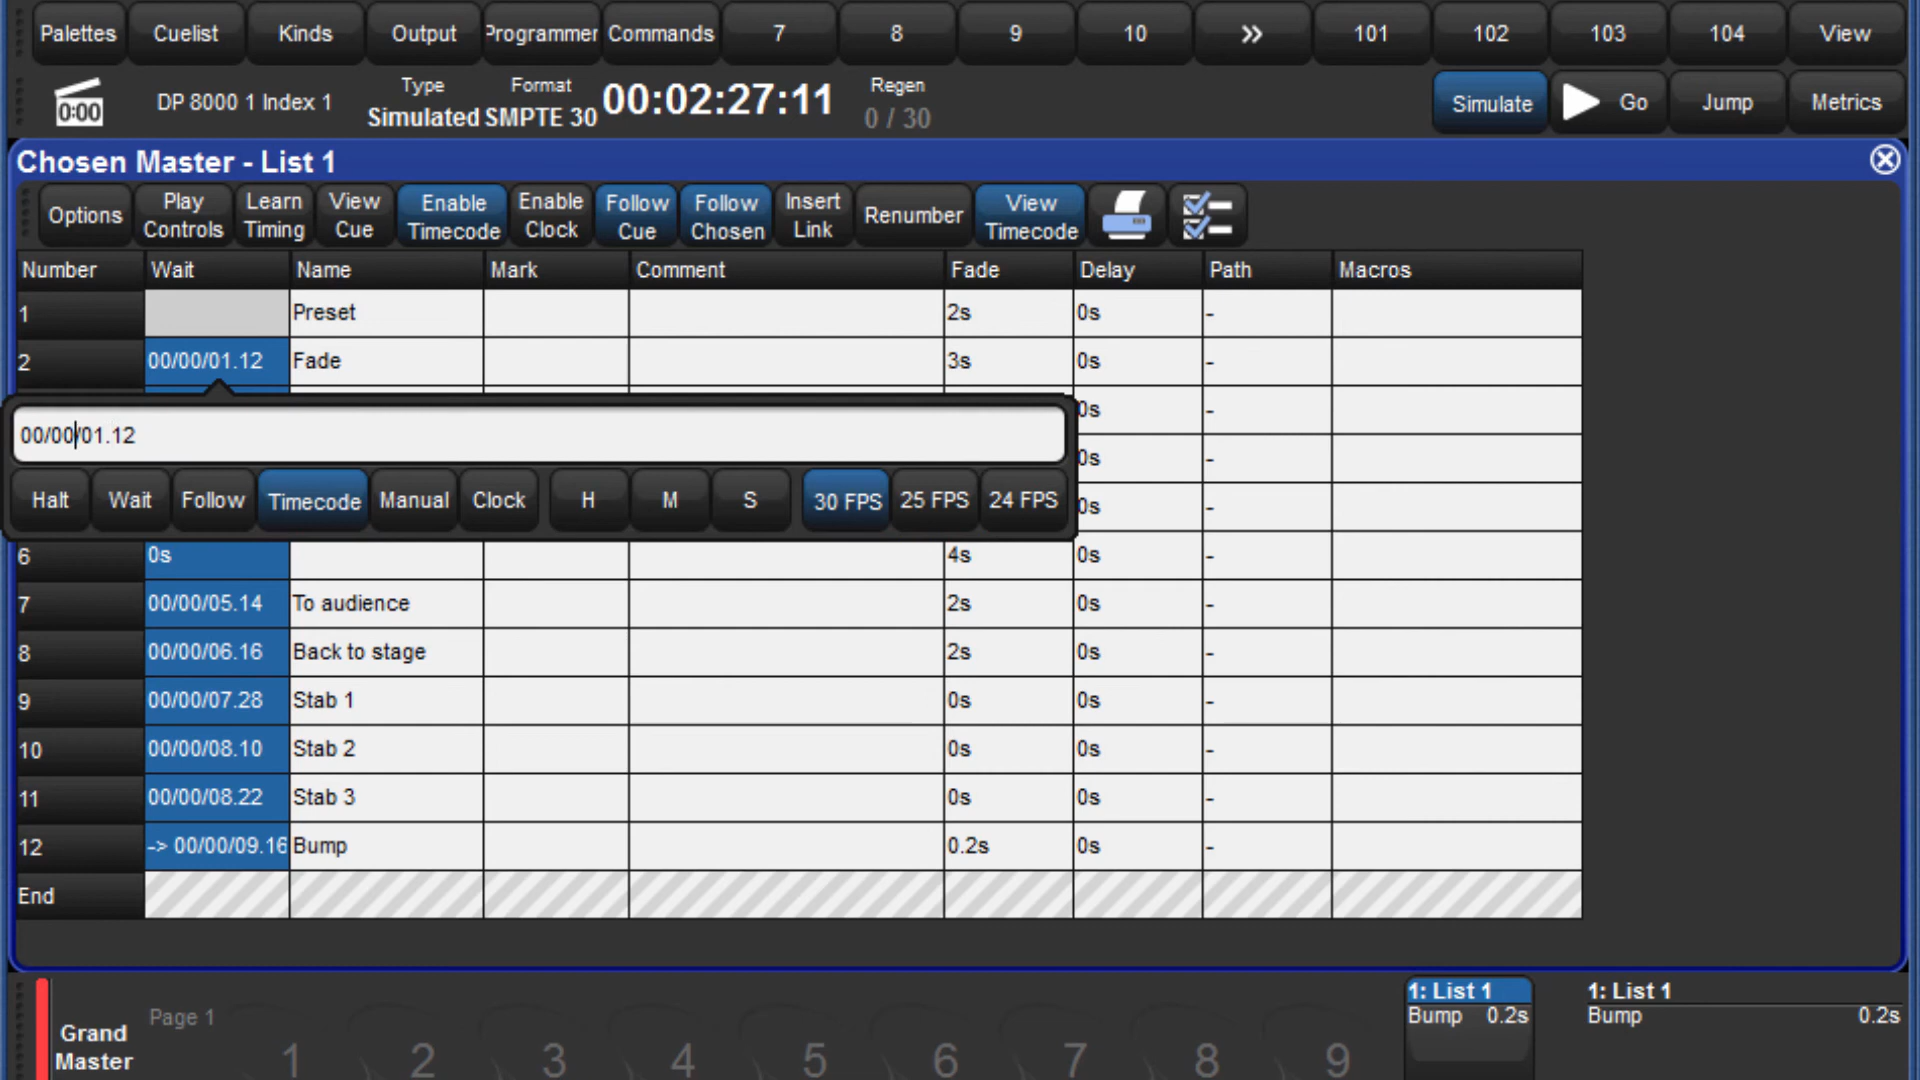 Palettes Cuelist Kinds Output Programmer Commands 7 8 9 10 » 101 102 103 104 View
0:00 DP 8000 1 Index 1 Type Format 00:02:27:11 Regen
Simulated SMPTE 30 0 / 30 Simulate Go Jump Metrics
Chosen Master - List 1
Options Play Controls Learn Timing View Cue Enable Timecode Enable Clock Follow Cue Follow Chosen Insert Link Renumber View Timecode
Number Wait Name Mark Comment Fade Delay Path Macros
1 Preset 2s 0s -
2 00/00/01.12 Fade 3s 0s -
0s -
00/00/01.12
0s -
Halt Wait Follow Timecode Manual Clock H M S 30 FPS 25 FPS 24 FPS
0s -
6 0s 4s 0s -
7 00/00/05.14 To audience 2s 0s -
8 00/00/06.16 Back to stage 2s 0s -
9 00/00/07.28 Stab 1 0s 0s -
10 00/00/08.10 Stab 2 0s 0s -
11 00/00/08.22 Stab 3 0s 0s -
12 -> 00/00/09.16 Bump 0.2s 0s -
End
Grand Master
Page 1
1 2 3 4 5 6 7 8 9
1: List 1
Bump 0.2s
1: List 1
Bump 0.2s